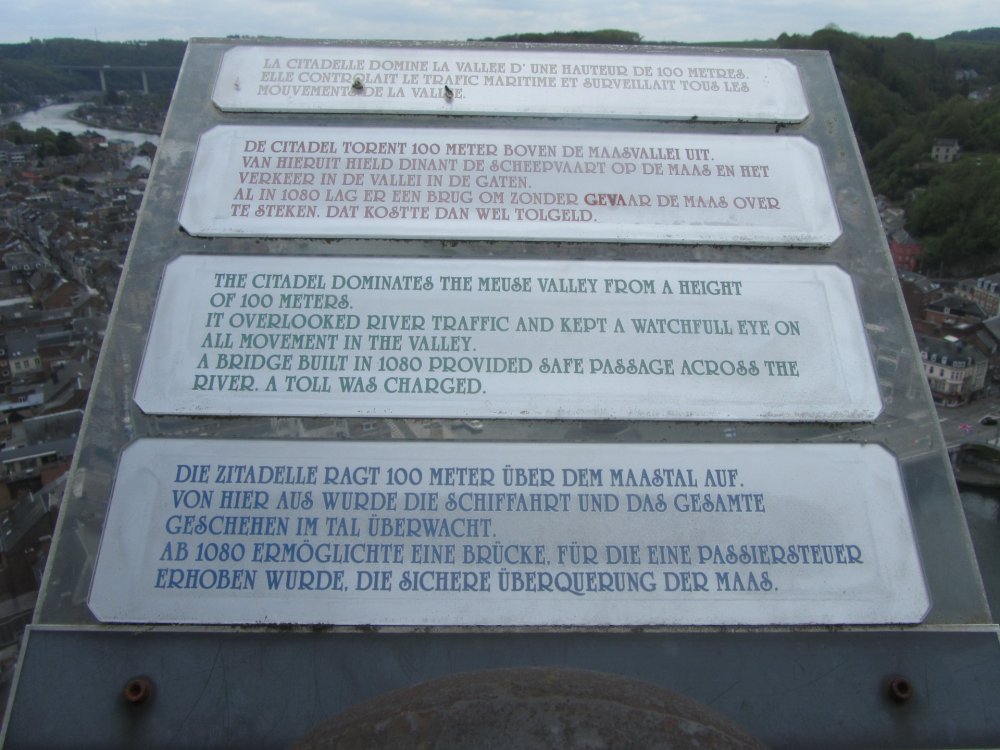 LA CITADELLE DOMINE LA VALLEE D' UNE HAUTEUR DE 100 METRES.
ELLE CONTROLAIT LE TRAFIC MARITIME ET SURVEILLAIT TOUS LES
MOUVEMENTS DE LA VALLEE.
DE CITADEL TORENT 100 METER BOVEN DE MAASVALLEI UIT.
VAN HIERUIT HIELD DINANT DE SCHEEPVAART OP DE MAAS EN HET
VERKEER IN DE VALLEI IN DE GATEN.
AL IN 1080 LAG ER EEN BRUG OM ZONDER GEVAAR DE MAAS OVER
TE STEKEN. DAT KOSTTE DAN WEL TOLGELD.
THE CITADEL DOMINATES THE MEUSE VALLEY FROM A HEIGHT
OF 100 METERS.
IT OVERLOOKED RIVER TRAFFIC AND KEPT A WATCHFULL EYE ON
ALL MOVEMENT IN THE VALLEY.
A BRIDGE BUILT IN 1080 PROVIDED SAFE PASSAGE ACROSS THE
RIVER. A TOLL WAS CHARGED.
DIE ZITADELLE RAGT 100 METER ÜBER DEM MAASTAL AUF.
VON HIER AUS WURDE DIE SCHIFFAHRT UND DAS GESAMTE
GESCHEHEN IM TAL ÜBERWACHT.
AB 1080 ERMÖGLICHTE EINE BRÜCKE, FÜR DIE EINE PASSIERSTEUER
ERHOBEN WURDE, DIE SICHERE ÜBERQUERUNG DER MAAS.